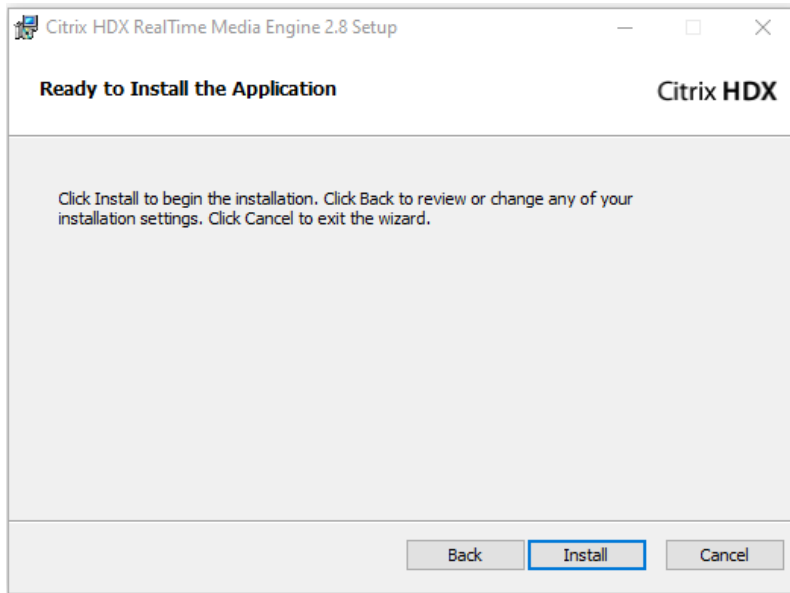 Citrix HDX RealTime Media Engine 2.8 Setup
Ready to Install the Application
Citrix HDX
Click Install to begin the installation. Click Back to review or change any of your
installation settings. Click Cancel to exit the wizard.
Back Install Cancel